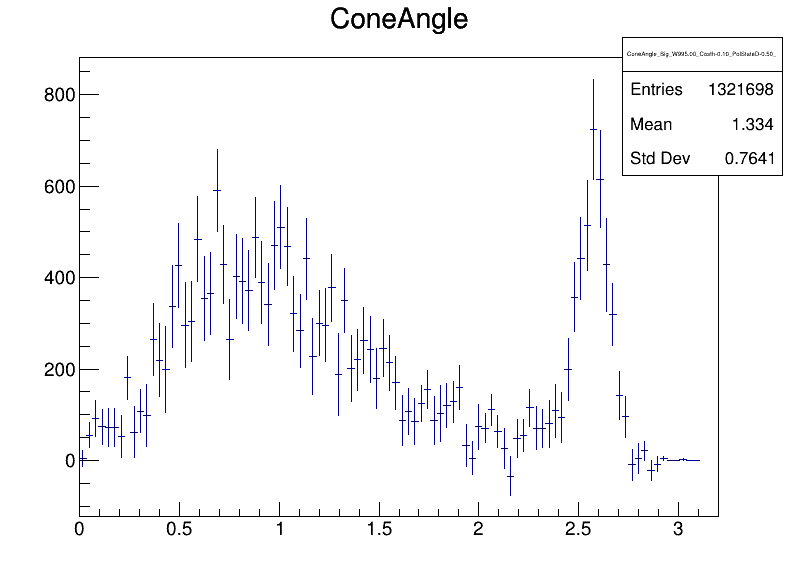 ConeAngle
ConeAngle_Sig_W995.00_Costh-0.10_PolStateD-0.50_
Entries 1321698
Mean 1.334
Std Dev 0.7641
800
600
400
200
0
0 0.5 1 1.5 2 2.5 3